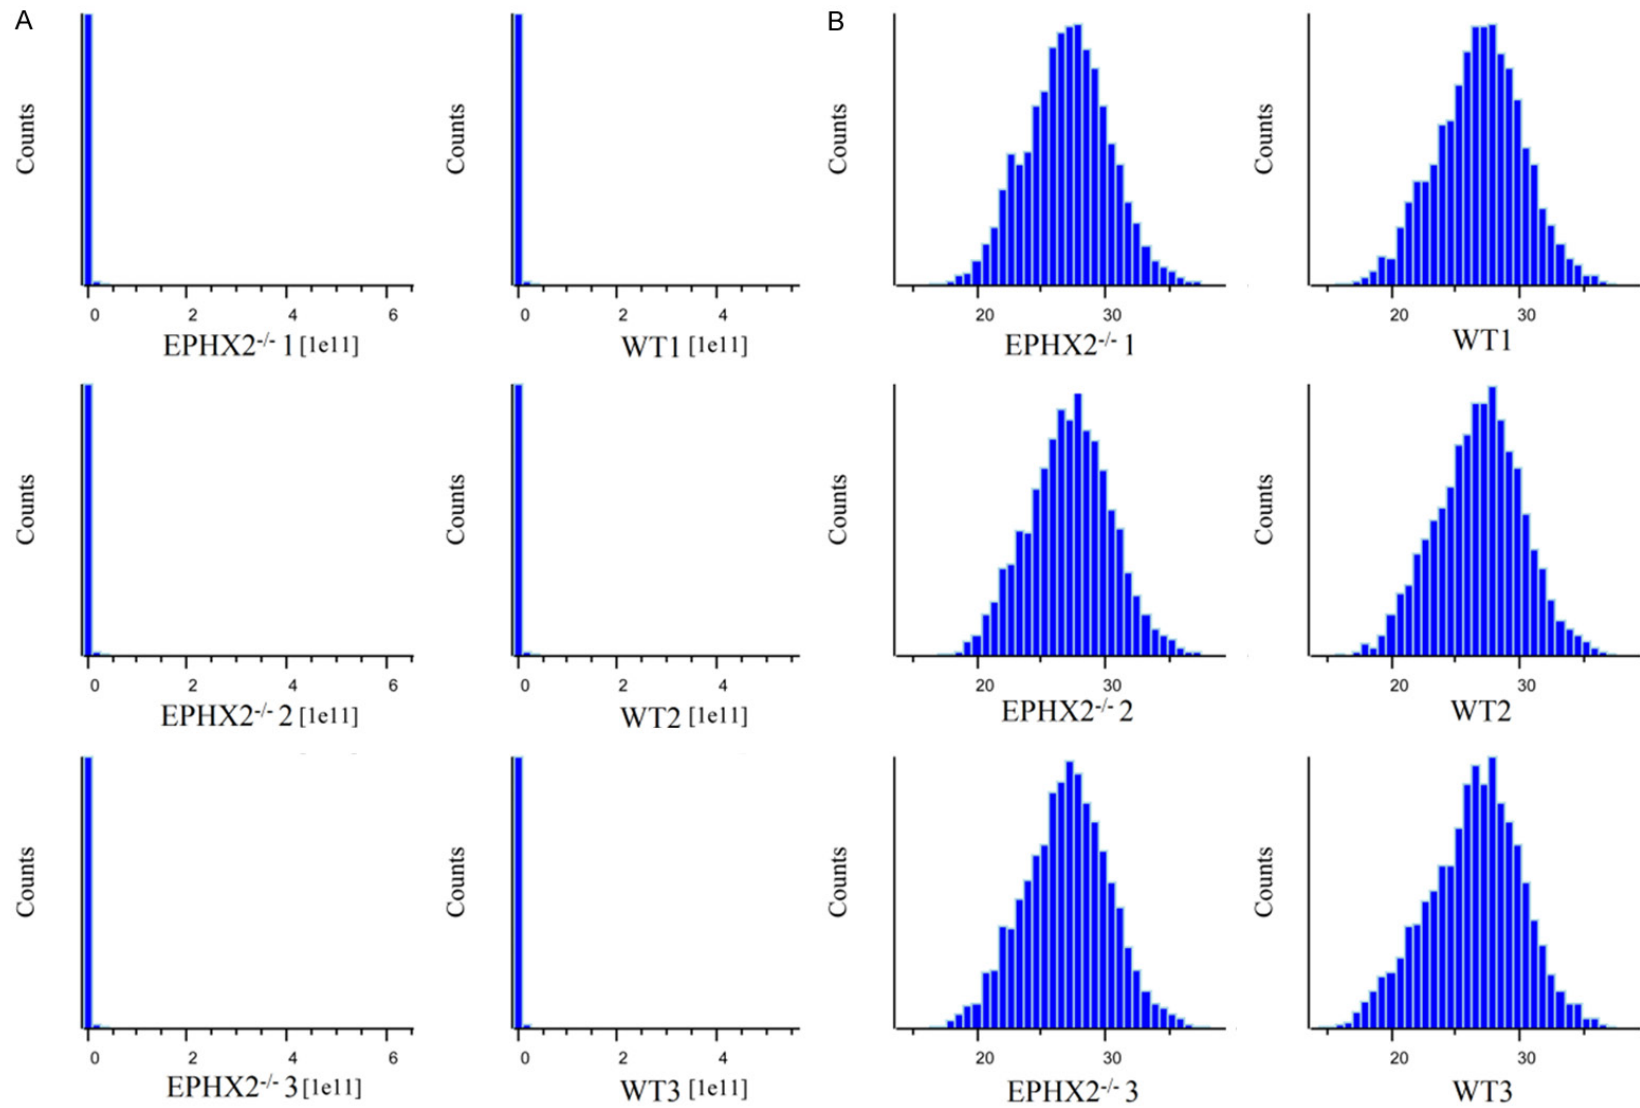 A
B
Counts
Counts
Counts
Counts
0 2 4 6
0 2 4
20 30
20 30
EPHX2-/- 1 [1e11]
WT1 [1e11]
EPHX2-/- 1
WT1
Counts
Counts
Counts
Counts
0 2 4 6
0 2 4
20 30
20 30
EPHX2-/- 2 [1e11]
WT2 [1e11]
EPHX2-/- 2
WT2
Counts
Counts
Counts
Counts
0 2 4 6
0 2 4
20 30
20 30
EPHX2-/- 3 [1e11]
WT3 [1e11]
EPHX2-/- 3
WT3